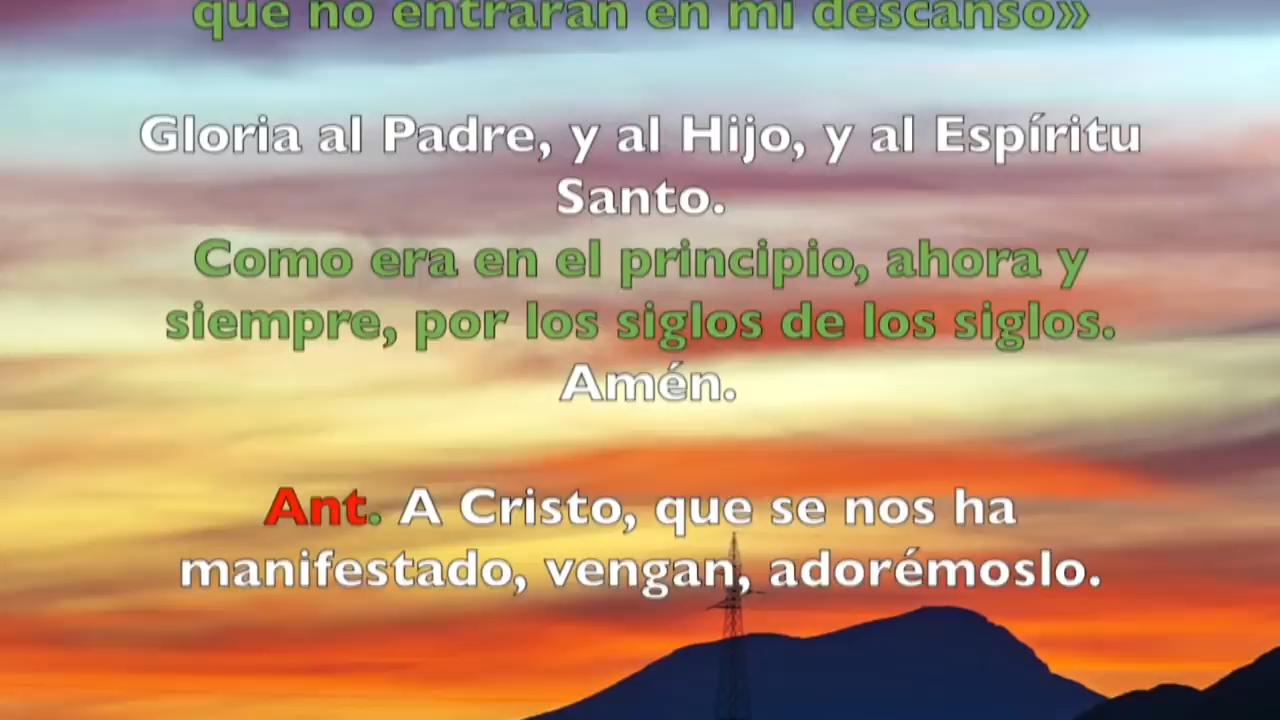 que no entrarán en mi descanso»
Gloria al Padre, y al Hijo, y al Espíritu
Santo.
Como era en el principio, ahora y
siempre, por los siglos de los siglos.
Amén.
Ant. A Cristo, que se nos ha
manifestado, vengan, adorémoslo.